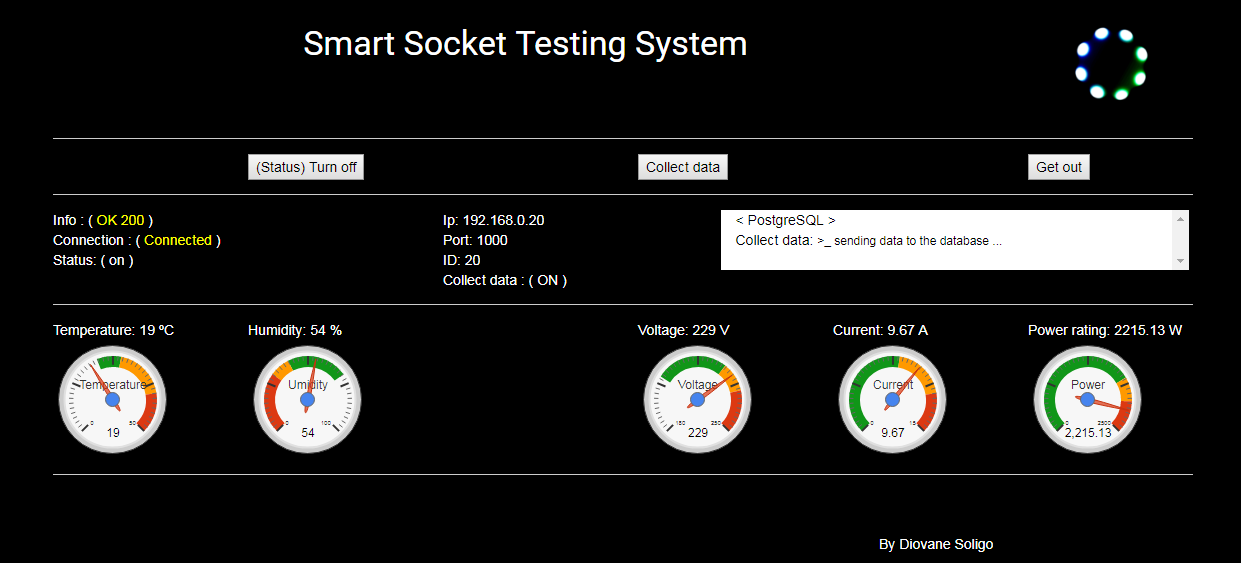 Smart Socket Testing System
(Status) Turn off
Collect data
Get out
Info : ( OK 200 )
Connection : ( Connected )
Status: ( on )
Ip: 192.168.0.20
Port: 1000
ID: 20
Collect data : ( ON )
< PostgreSQL >
Collect data: >_ sending data to the database ...
Temperature: 19 ºC
Humidity: 54 %
Voltage: 229 V
Current: 9.67 A
Power rating: 2215.13 W
Temperature
0 50
19
Umidity
0 100
54
Voltage
150 250
229
Current
0 15
9.67
Power
0 2500
2,215.13
By Diovane Soligo